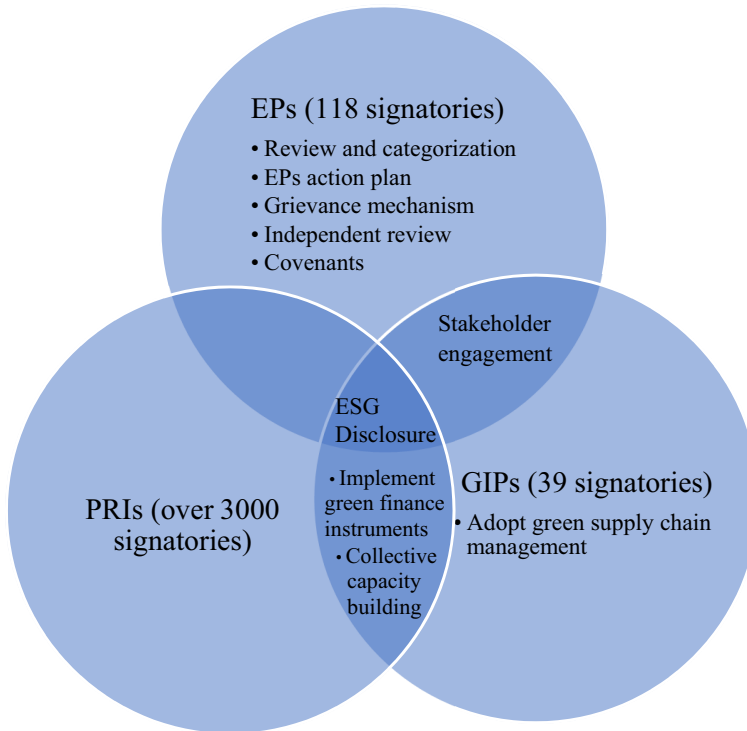 EPs (118 signatories)
• Review and categorization
• EPs action plan
• Grievance mechanism
• Independent review
• Covenants
Stakeholder
engagement
ESG
Disclosure
• Implement
green finance
instruments
• Collective
capacity
building
PRIs (over 3000
signatories)
GIPs (39 signatories)
• Adopt green supply chain
management